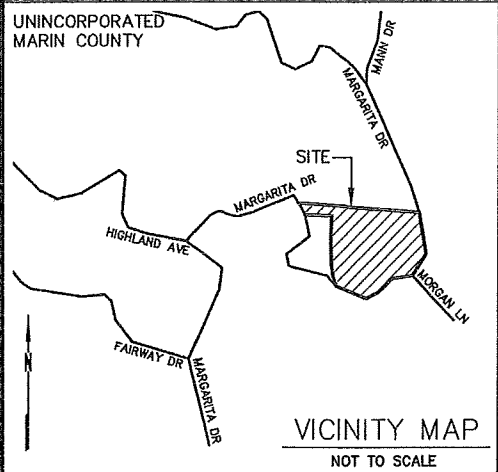 UNINCORPORATED
MARIN COUNTY
MANN DR
MARGARITA DR
SITE
MARGARITA DR
HIGHLAND AVE
MORGAN LN
FAIRWAY DR
MARGARITA DR
N
VICINITY MAP
NOT TO SCALE